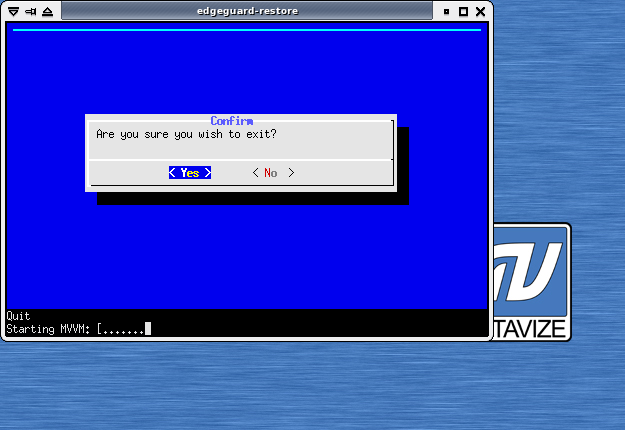 edgeguard-restore
Confirm
Are you sure you wish to exit?
< Yes > < No >
Quit
Starting MVVM: [.......
TAVIZE